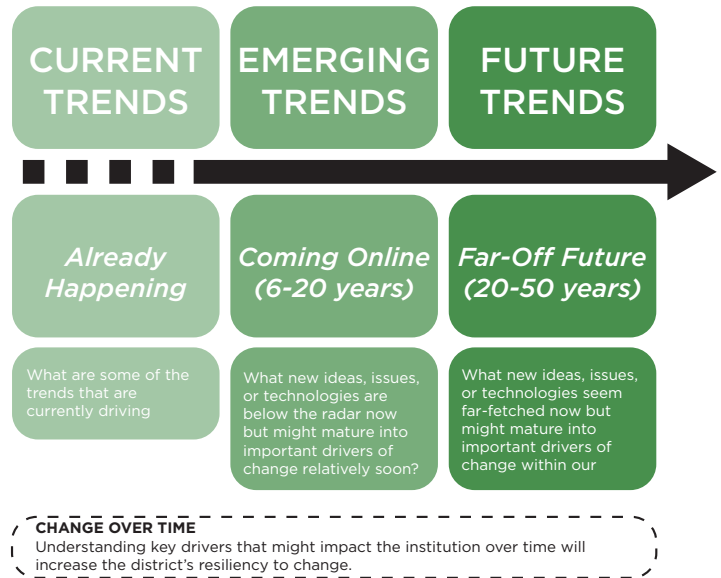 CURRENT
TRENDS
EMERGING
TRENDS
FUTURE
TRENDS
Already
Happening
Coming Online
(6-20 years)
Far-Off Future
(20-50 years)
What are some of the
trends that are
currently driving
What new ideas, issues,
or technologies are
below the radar now
but might mature into
important drivers of
change relatively soon?
What new ideas, issues,
or technologies seem
far-fetched now but
might mature into
important drivers of
change within our
CHANGE OVER TIME
Understanding key drivers that might impact the institution over time will
increase the district's resiliency to change.